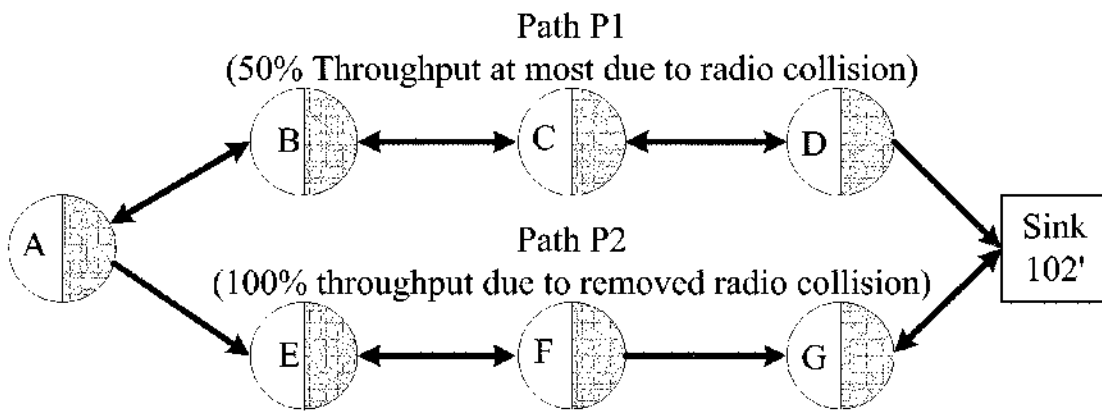 Path P1
(50% Throughput at most due to radio collision)
B
C
D
A
Sink
102'
Path P2
(100% throughput due to removed radio collision)
E
F
G